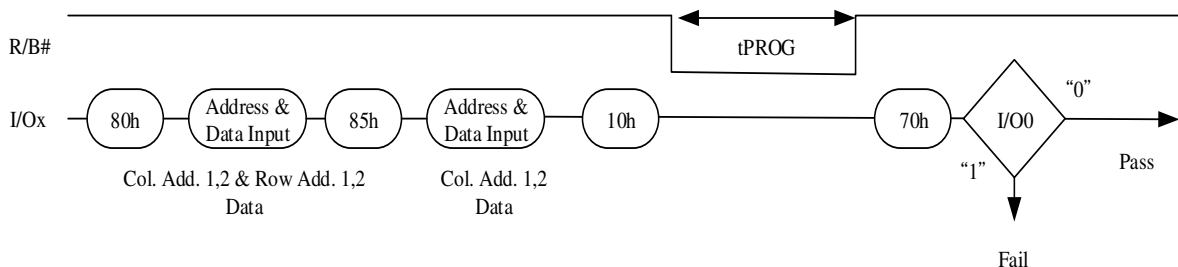 R/B#
tPROG
I/Ox
80h
Address &
Data Input
85h
Address &
Data Input
10h
70h
I/O0
“0”
“1”
Pass
Col. Add. 1,2 & Row Add. 1,2
Data
Col. Add. 1,2
Data
Fail